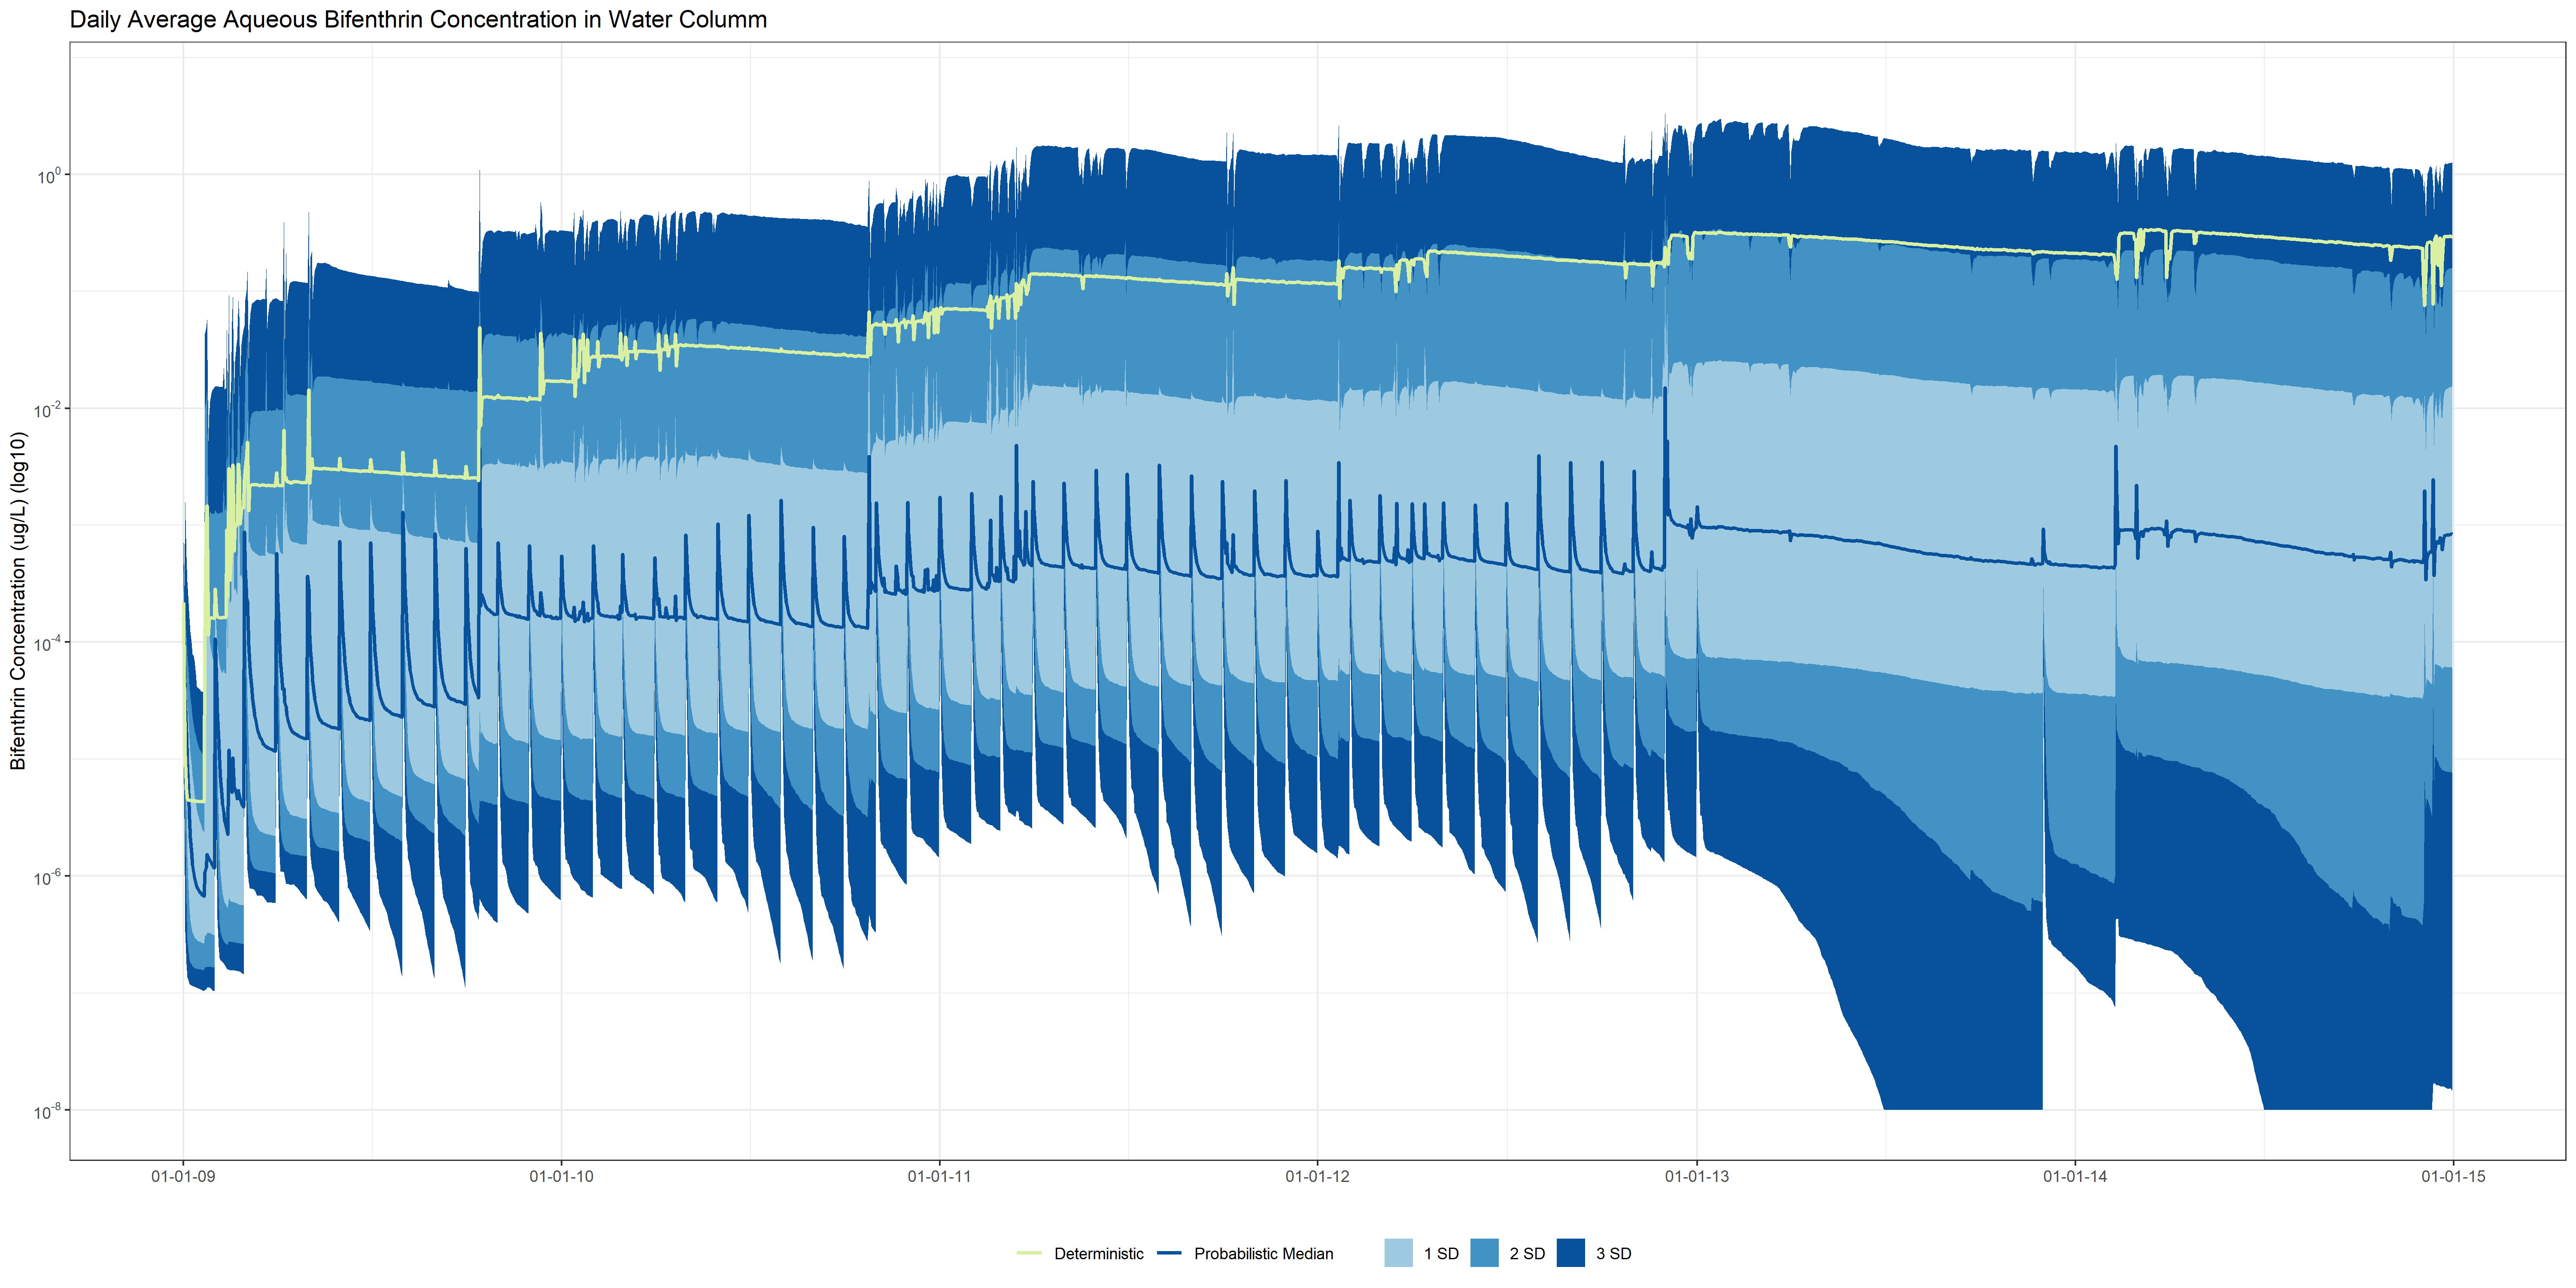 Daily Average Aqueous Bifenthrin Concentration in Water Columm
Bifenthrin Concentration (ug/L) (log10)
10^0
10^-2
10^-4
10^-6
10^-8
01-01-09 01-01-10 01-01-11 01-01-12 01-01-13 01-01-14 01-01-15
Deterministic Probabilistic Median 1 SD 2 SD 3 SD